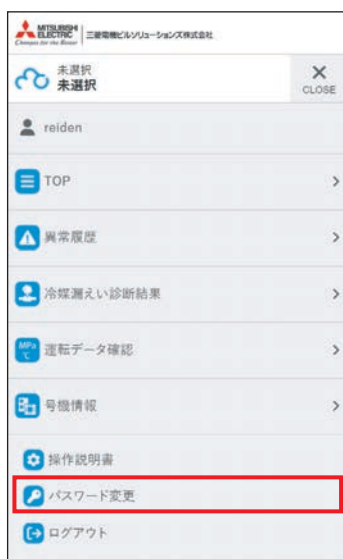 MITSUBISHI
ELECTRIC
Changes for the Better
三菱電機ビルソリューションズ株式会社
未選択
未選択
CLOSE
reiden
TOP
異常履歴
冷媒漏えい診断結果
MPa
℃
運転データ確認
号機情報
操作説明書
パスワード変更
ログアウト